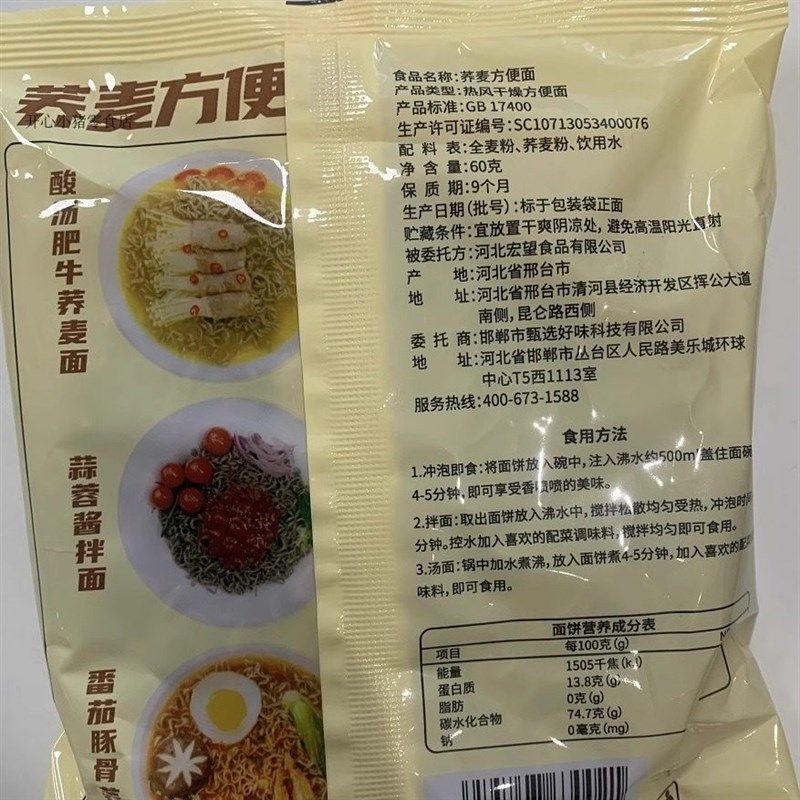 荞麦方便
开心小猪零食店
酸汤肥牛荞麦面
蒜蓉酱拌面
番茄豚骨荞
食品名称:荞麦方便面
产品类型:热风干燥方便面
产品标准:GB 17400
生产许可证编号:SC10713053400076
配 料 表:全麦粉、荞麦粉、饮用水
净 含 量:60克
保 质 期:9个月
生产日期(批号):标于包装袋正面
贮藏条件:宜放置干爽阴凉处,避免高温阳光直射
被委托方:河北宏望食品有限公司
产 地:河北省邢台市
地 址:河北省邢台市清河县经济开发区挥公大道
南侧,昆仑路西侧
委 托 商:邯郸市甄选好味科技有限公司
地 址:河北省邯郸市丛台区人民路美乐城环球
中心T5西1113室
服务热线:400-673-1588
食用方法
1.冲泡即食:将面饼放入碗中,注入沸水约500ml盖住面碗
4-5分钟,即可享受香喷喷的美味。
2.拌面:取出面饼放入沸水中,搅拌松散均匀受热,冲泡时间
分钟。控水加入喜欢的配菜调味料,搅拌均匀即可食用。
3.汤面:锅中加水煮沸,放入面饼煮4-5分钟,加入喜欢的配
味料,即可食用。
面饼营养成分表
项目 每100克(g)
能量 1505千焦(kJ)
蛋白质 13.8克(g)
脂肪 0克(g)
碳水化合物 74.7克(g)
钠 0毫克(mg)